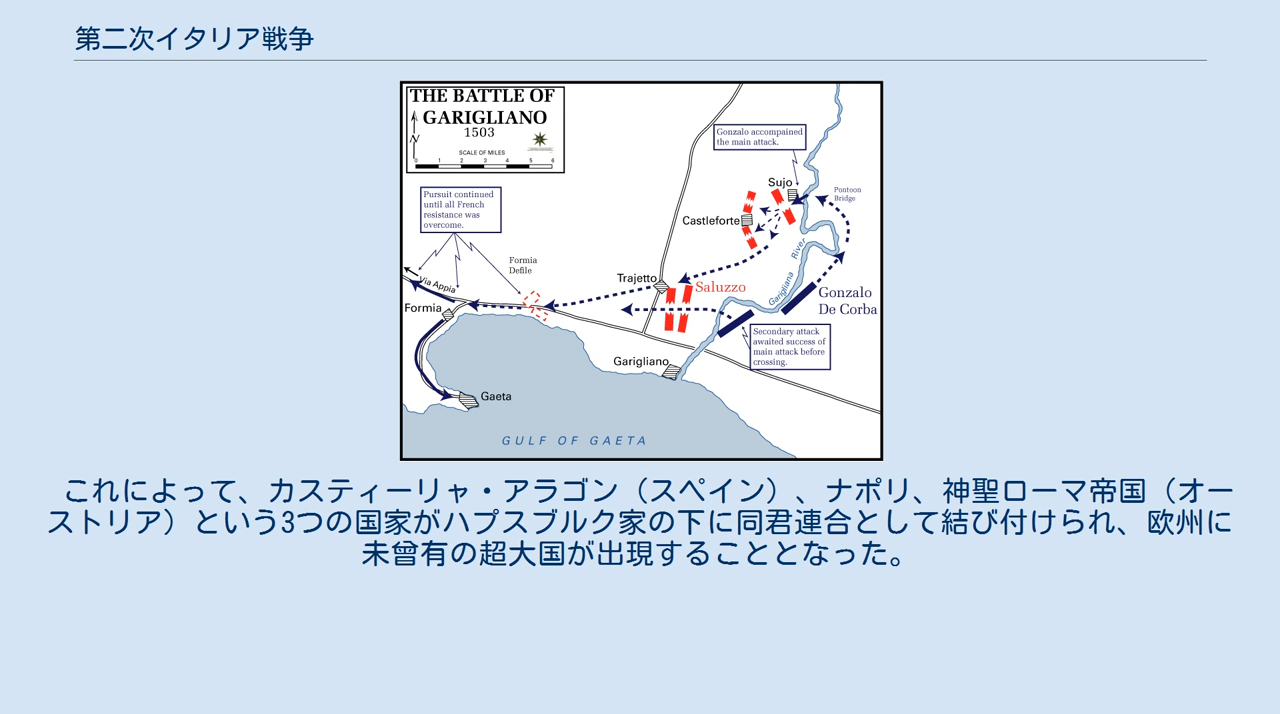 第二次イタリア戦争
THE BATTLE OF
GARIGLIANO
1503
N
SCALE OF MILES
0 1 2 3 4 5 6
Gonzalo accompained
the main attack.
Sujo
Pontoon
Bridge
Pursuit continued
until all French
resistance was
overcome.
Castleforte
Formia
Defile
Garigliana River
Via Appia
Trajetto
Saluzzo
Gonzalo
De Corba
Formia
Secondary attack
awaited success of
main attack before
crossing.
Garigliano
Gaeta
GULF OF GAETA
これによって、カスティーリャ・アラゴン（スペイン）、ナポリ、神聖ローマ帝国（オー
ストリア）という3つの国家がハプスブルク家の下に同君連合として結び付けられ、欧州に
未曾有の超大国が出現することとなった。